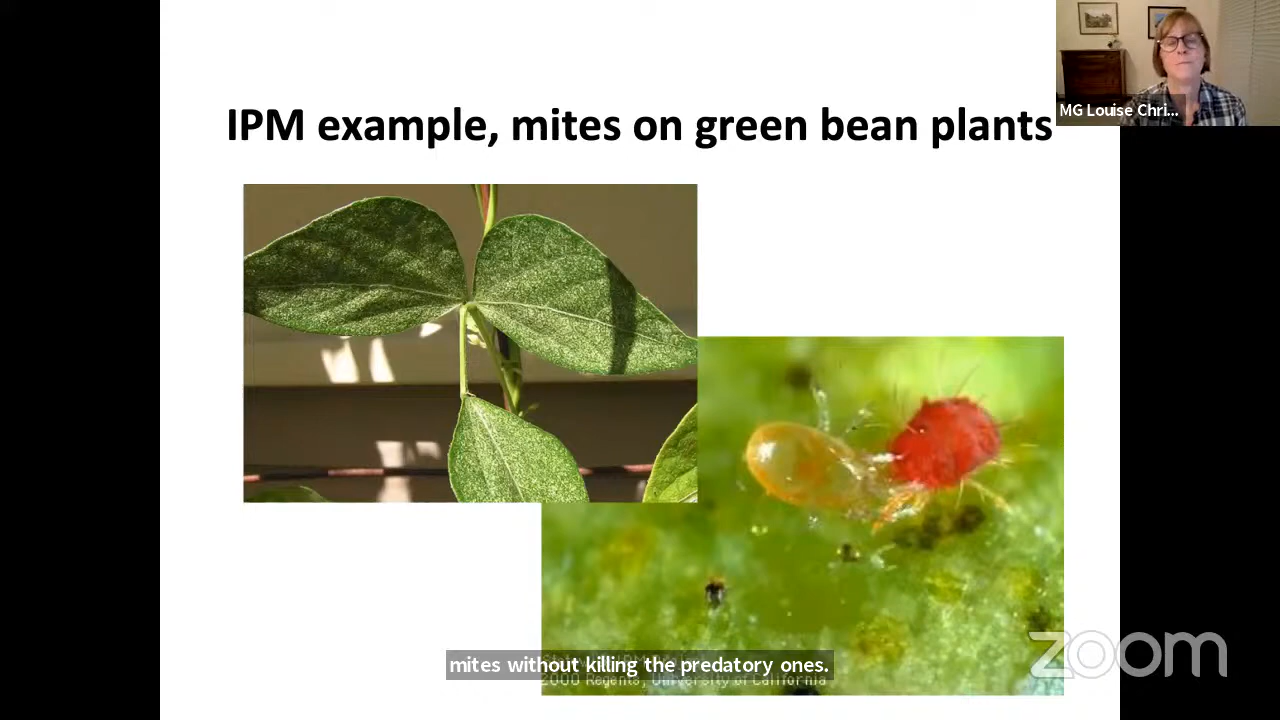 MG Louise Chri...
IPM example, mites on green bean plants
mites without killing the predatory ones.
2000 Regents, University of California
zoom